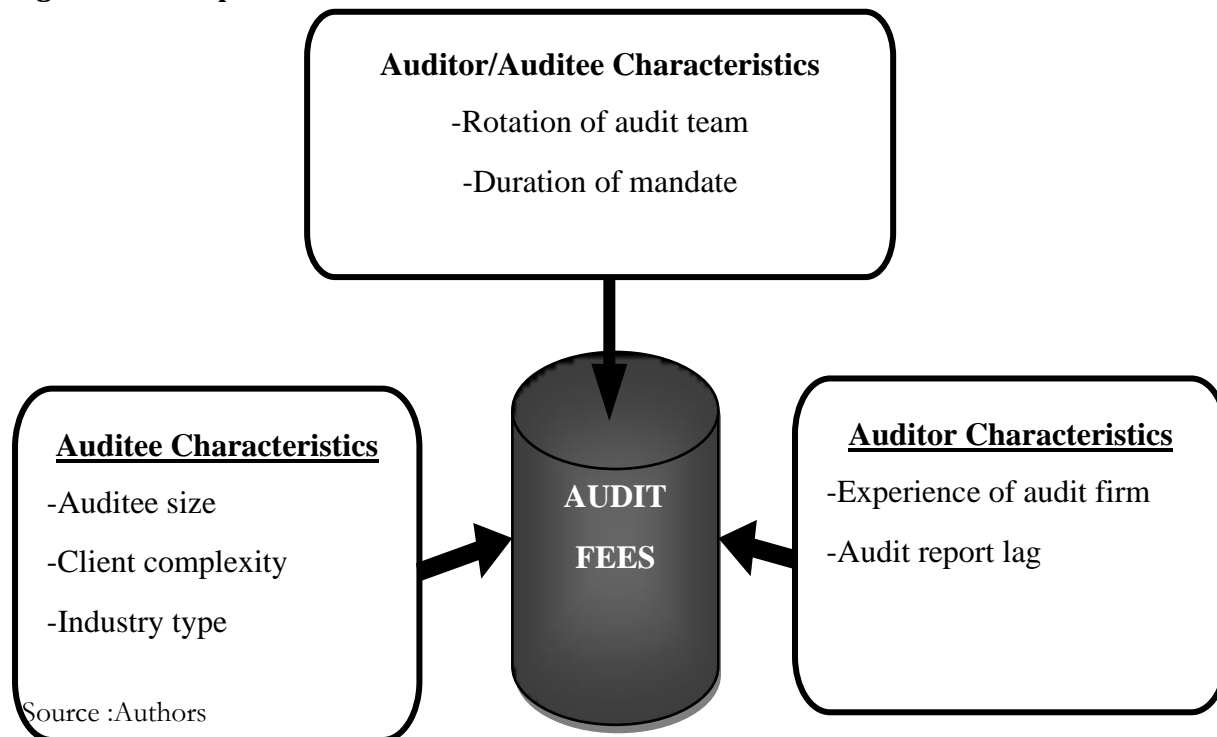 Auditor/Auditee Characteristics
-Rotation of audit team
-Duration of mandate
Auditee Characteristics
-Auditee size
-Client complexity
-Industry type
AUDIT
FEES
Auditor Characteristics
-Experience of audit firm
-Audit report lag
Source :Authors